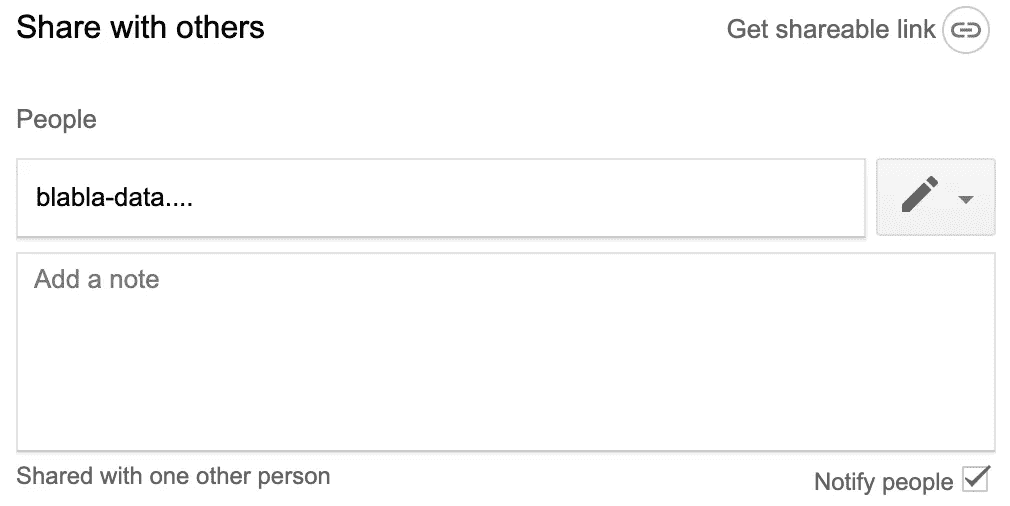 Share with others
Get shareable link
People
blabla-data....
Add a note
Shared with one other person
Notify people